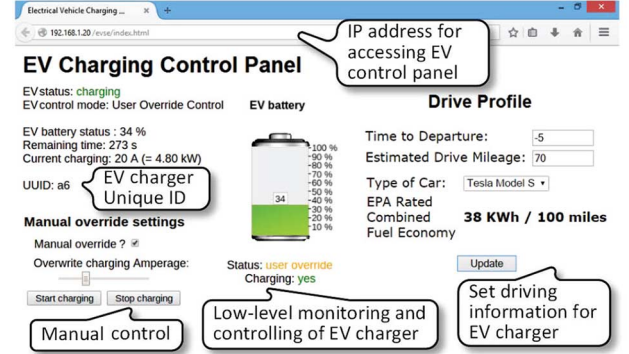 Electrical Vehicle Charging ...
192.168.1.20/evse/index.html
IP address for
accessing EV
control panel
EV Charging Control Panel
EV status: charging
EV control mode: User Override Control
EV battery status : 34 %
Remaining time: 273 s
Current charging: 20 A (= 4.80 kW)
UUID: a6
EV charger
Unique ID
Manual override settings
Manual override ?
Overwrite charging Amperage:
Start charging
Stop charging
Manual control
EV battery
100 %
90 %
80 %
70 %
60 %
50 %
40 %
30 %
20 %
10 %
34
Status: user override
Charging: yes
Low-level monitoring and
controlling of EV charger
Drive Profile
Time to Departure: -5
Estimated Drive Mileage: 70
Type of Car: Tesla Model S
EPA Rated
Combined
Fuel Economy
38 KWh / 100 miles
Update
Set driving
information for
EV charger